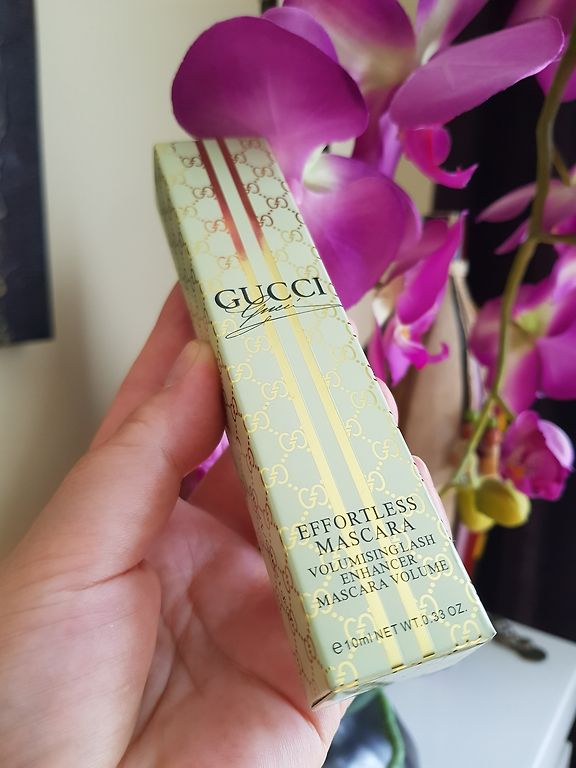 GUCCI
Gucci
EFFORTLESS
MASCARA
VOLUMISING LASH
ENHANCER
MASCARA VOLUME
e 10ml NET WT.0.33 OZ.